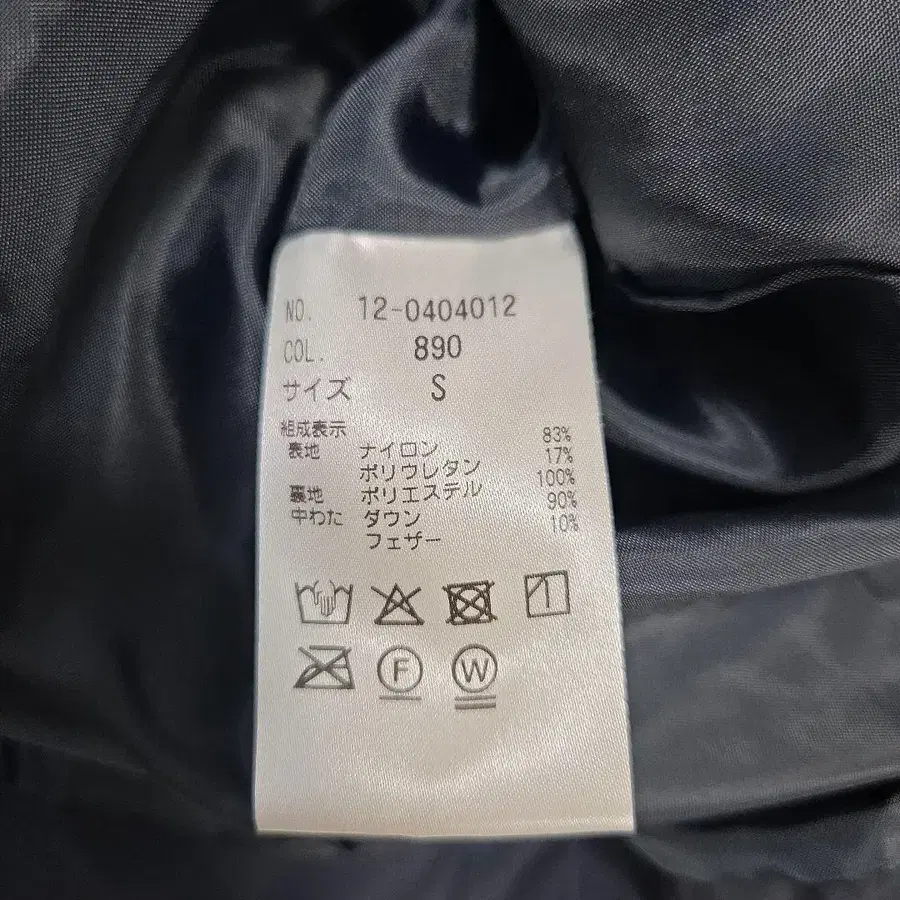 NO. 12-0404012
COL. 890
サイズ S
組成表示
表地 ナイロン 83%
ポリウレタン 17%
裏地 ポリエステル 100%
中わた ダウン 90%
フェザー 10%
F
W